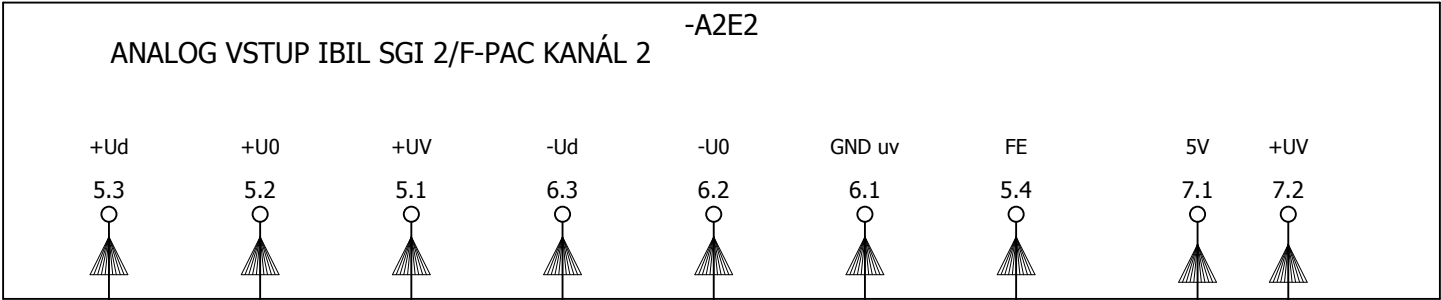 -A2E2
ANALOG VSTUP IBIL SGI 2/F-PAC KANÁL 2
+Ud +U0 +UV -Ud -U0 GND uv FE 5V +UV
5.3 5.2 5.1 6.3 6.2 6.1 5.4 7.1 7.2